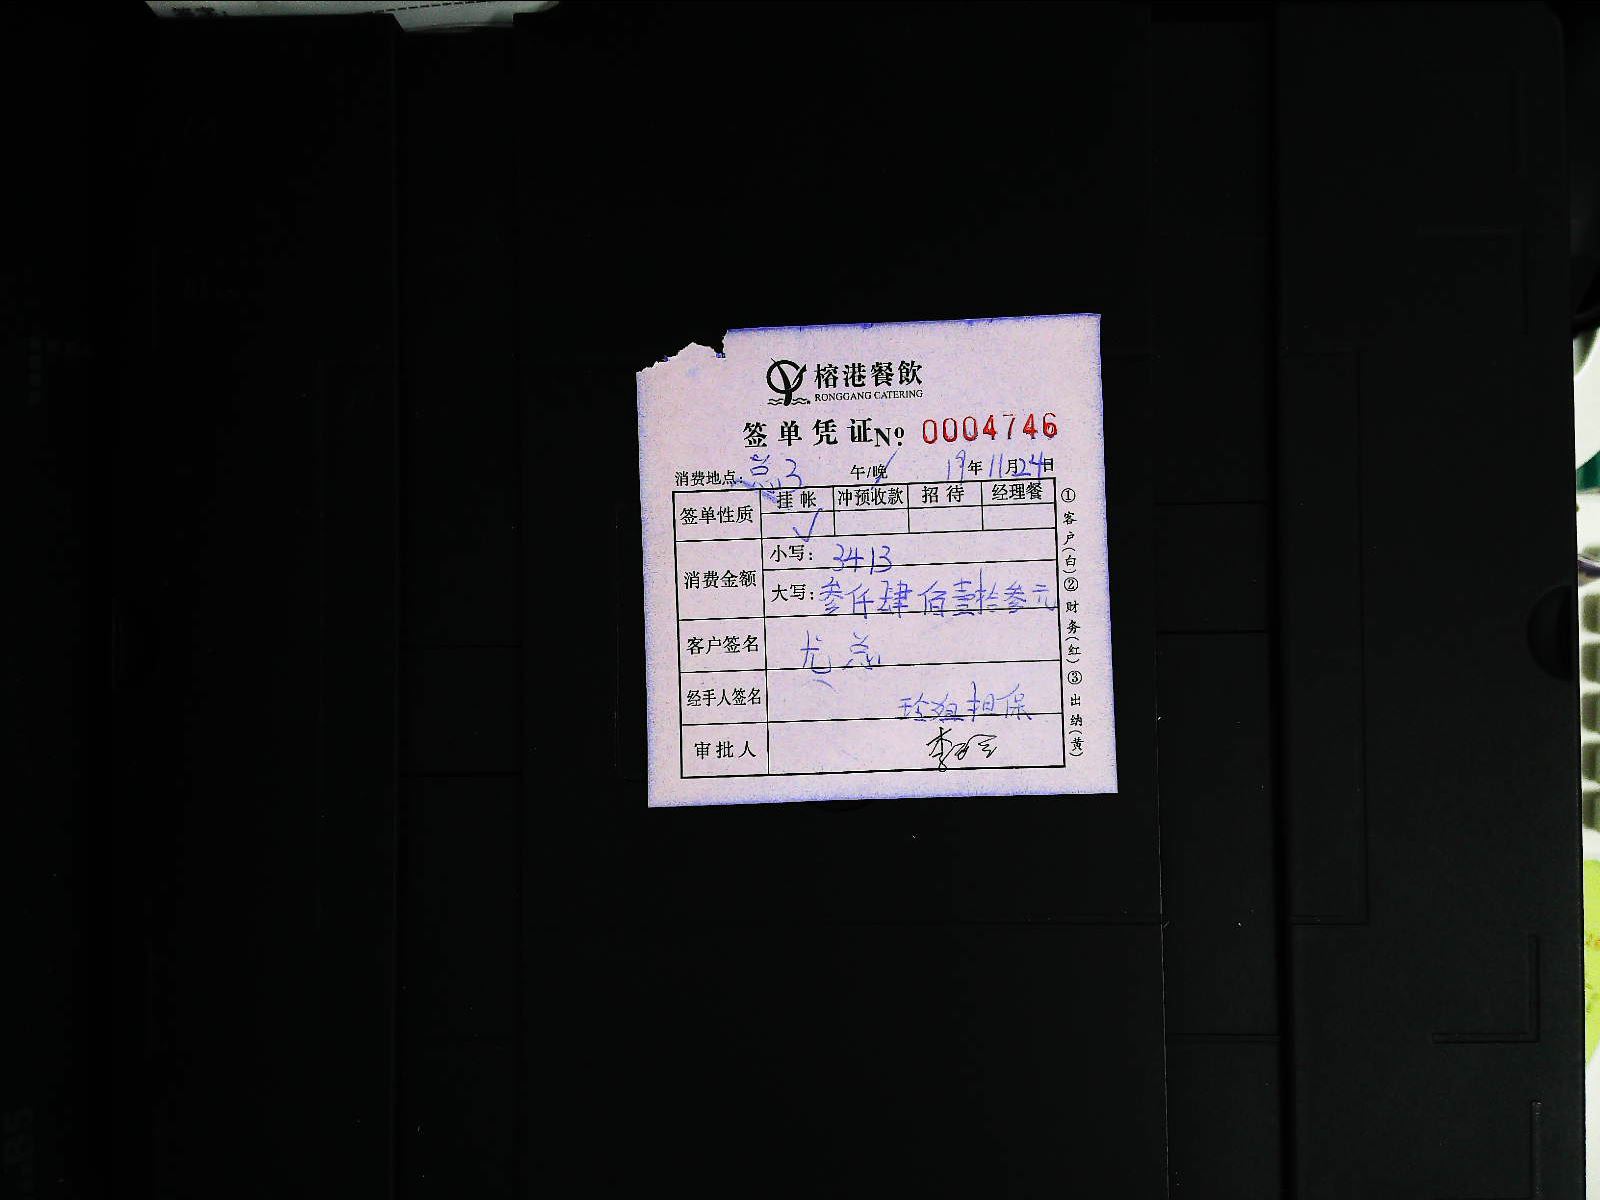 榕港餐飲
RONGGANG CATERING
签单凭证 No 0004746
消费地点: 总3 午/晚 19年11月24日
签单性质 挂帐 冲预收款 招待 经理餐
√
消费金额
小写: 3413
大写: 叁仟肆佰壹拾叁元
客户签名 尤总
经手人签名 担保
审批人
①客户(白)②财务(红)③出纳(黄)